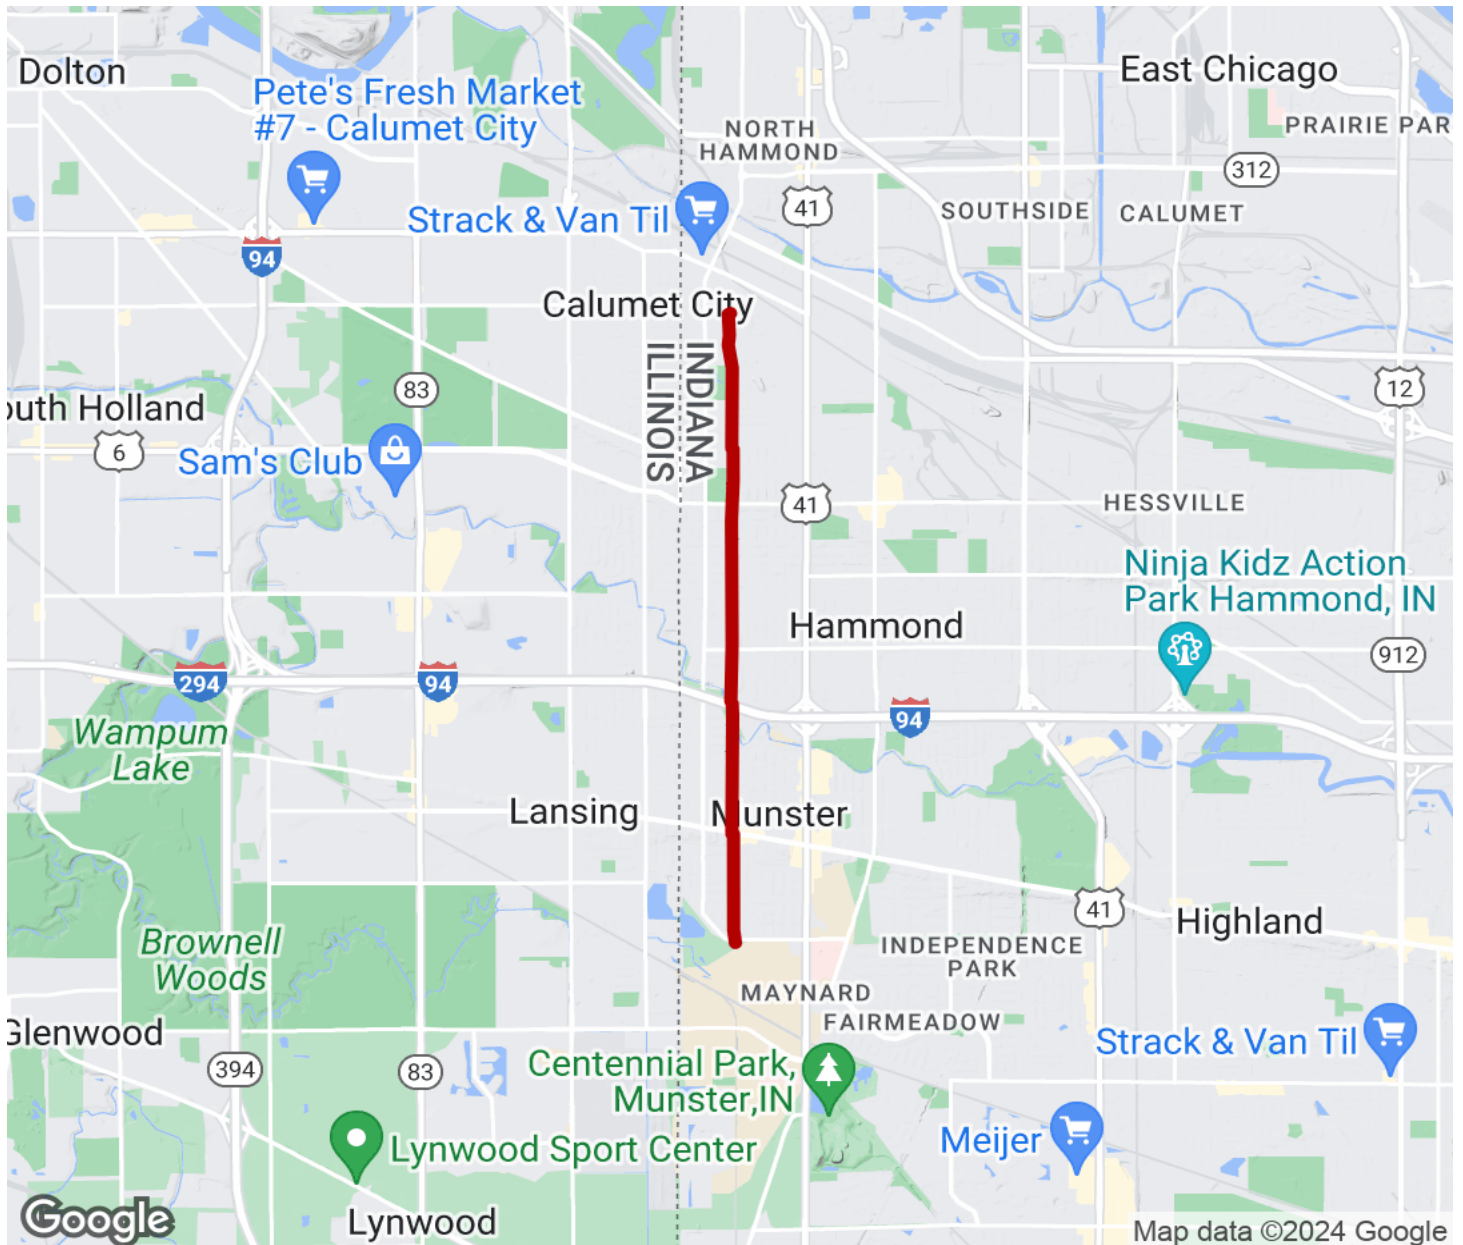 Dolton
Pete's Fresh Market
#7 - Calumet City
East Chicago
PRAIRIE PAR
NORTH
HAMMOND
312
41
Strack & Van Til
SOUTHSIDE
CALUMET
94
Calumet City
INDIANA
ILLINOIS
83
12
outh Holland
6
Sam's Club
41
HESSVILLE
Ninja Kidz Action
Park Hammond, IN
Hammond
912
294
94
94
Wampum
Lake
Lansing
Munster
41
Highland
Brownell
Woods
INDEPENDENCE
PARK
MAYNARD
FAIRMEADOW
Glenwood
Strack & Van Til
394
83
Centennial Park,
Munster,IN
Meijer
Lynwood Sport Center
Google
Lynwood
Map data ©2024 Google